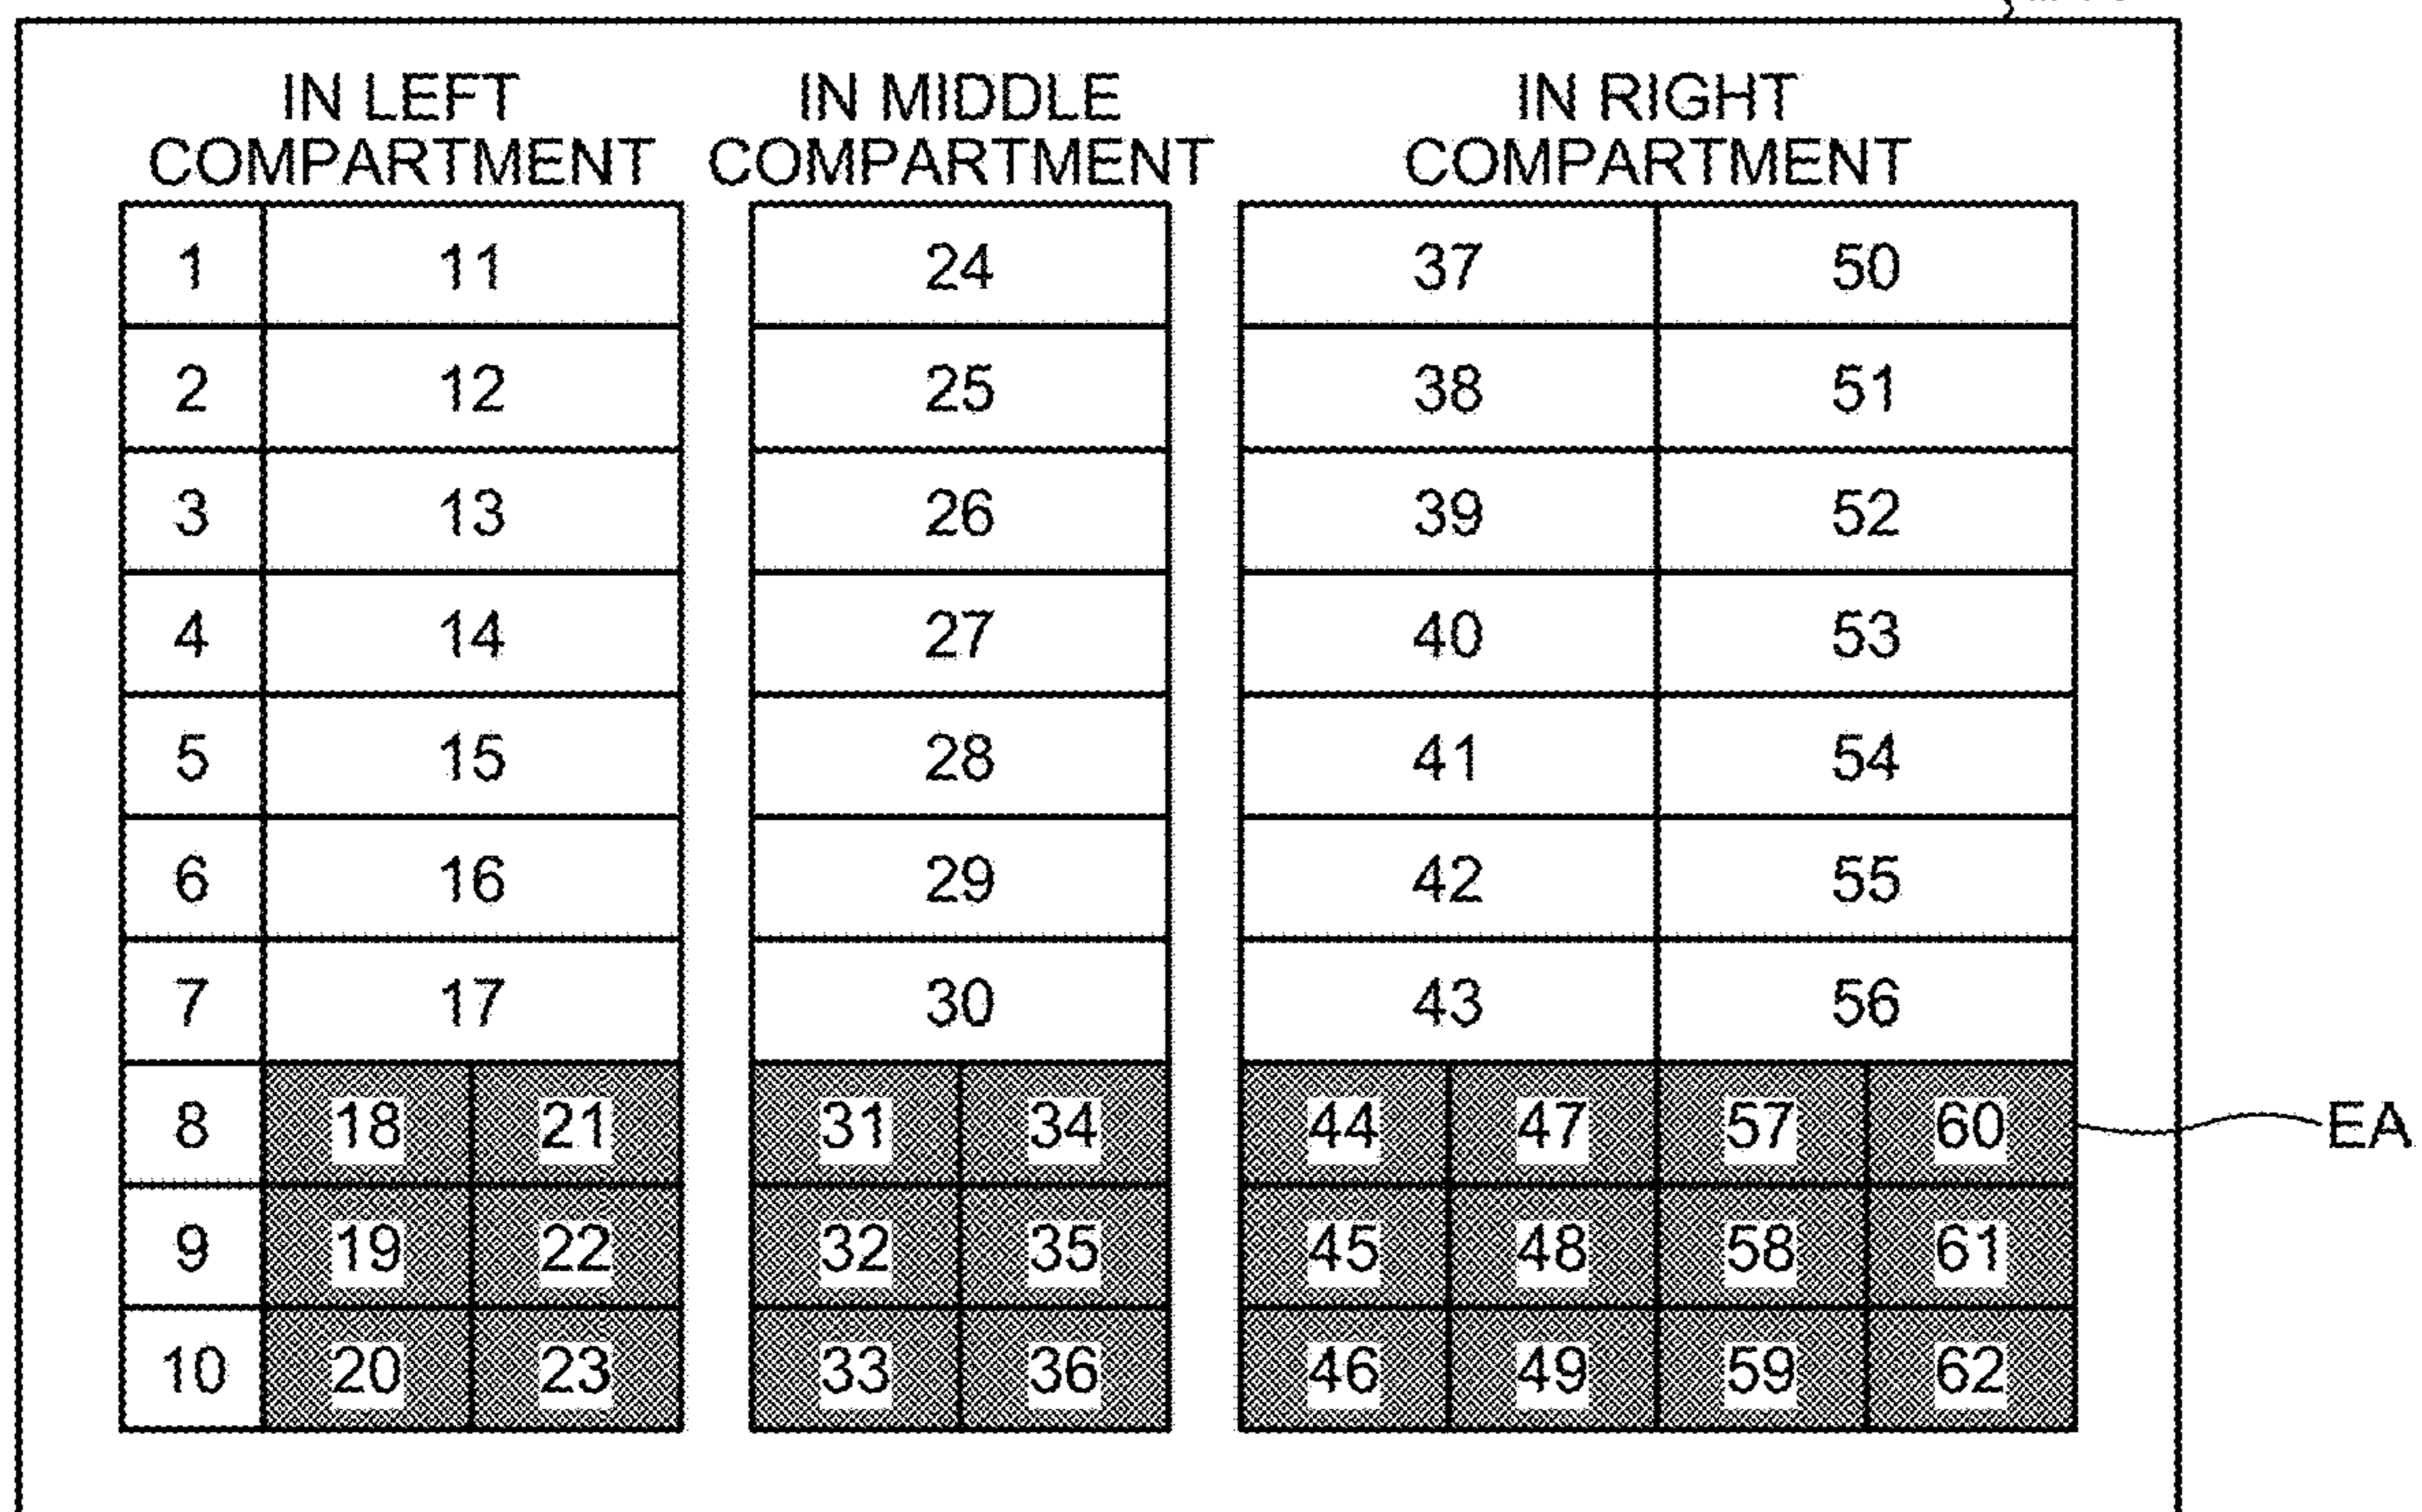 IN LEFT COMPARTMENT IN MIDDLE COMPARTMENT IN RIGHT COMPARTMENT
1 11 24 37 50
2 12 25 38 51
3 13 26 39 52
4 14 27 40 53
5 15 28 41 54
6 16 29 42 55
7 17 30 43 56
8 18 21 31 34 44 47 57 60 EA
9 19 22 32 35 45 48 58 61
10 20 23 33 36 46 49 59 62